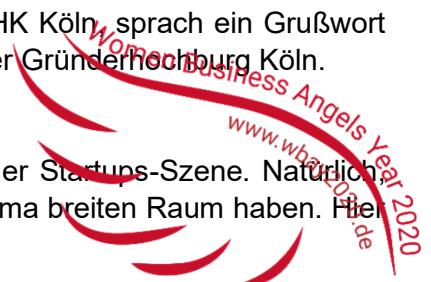 HK Köln, sprach ein Grußwort
er Gründerhochburg Köln.
Women Business Angels Year 2020
www.wbay2020.de
er Startups-Szene. Natürlich,
ma breiten Raum haben. Hier